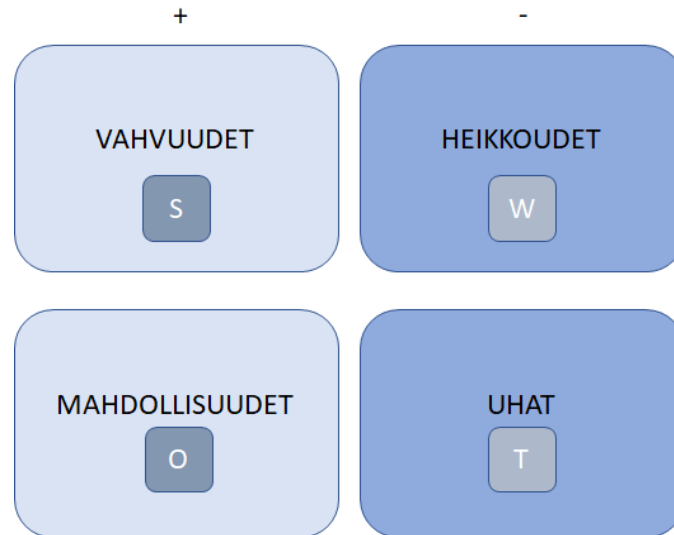 +
-
VAHVUUDET
S
HEIKKOUDET
W
MAHDOLLISUUDET
O
UHAT
T